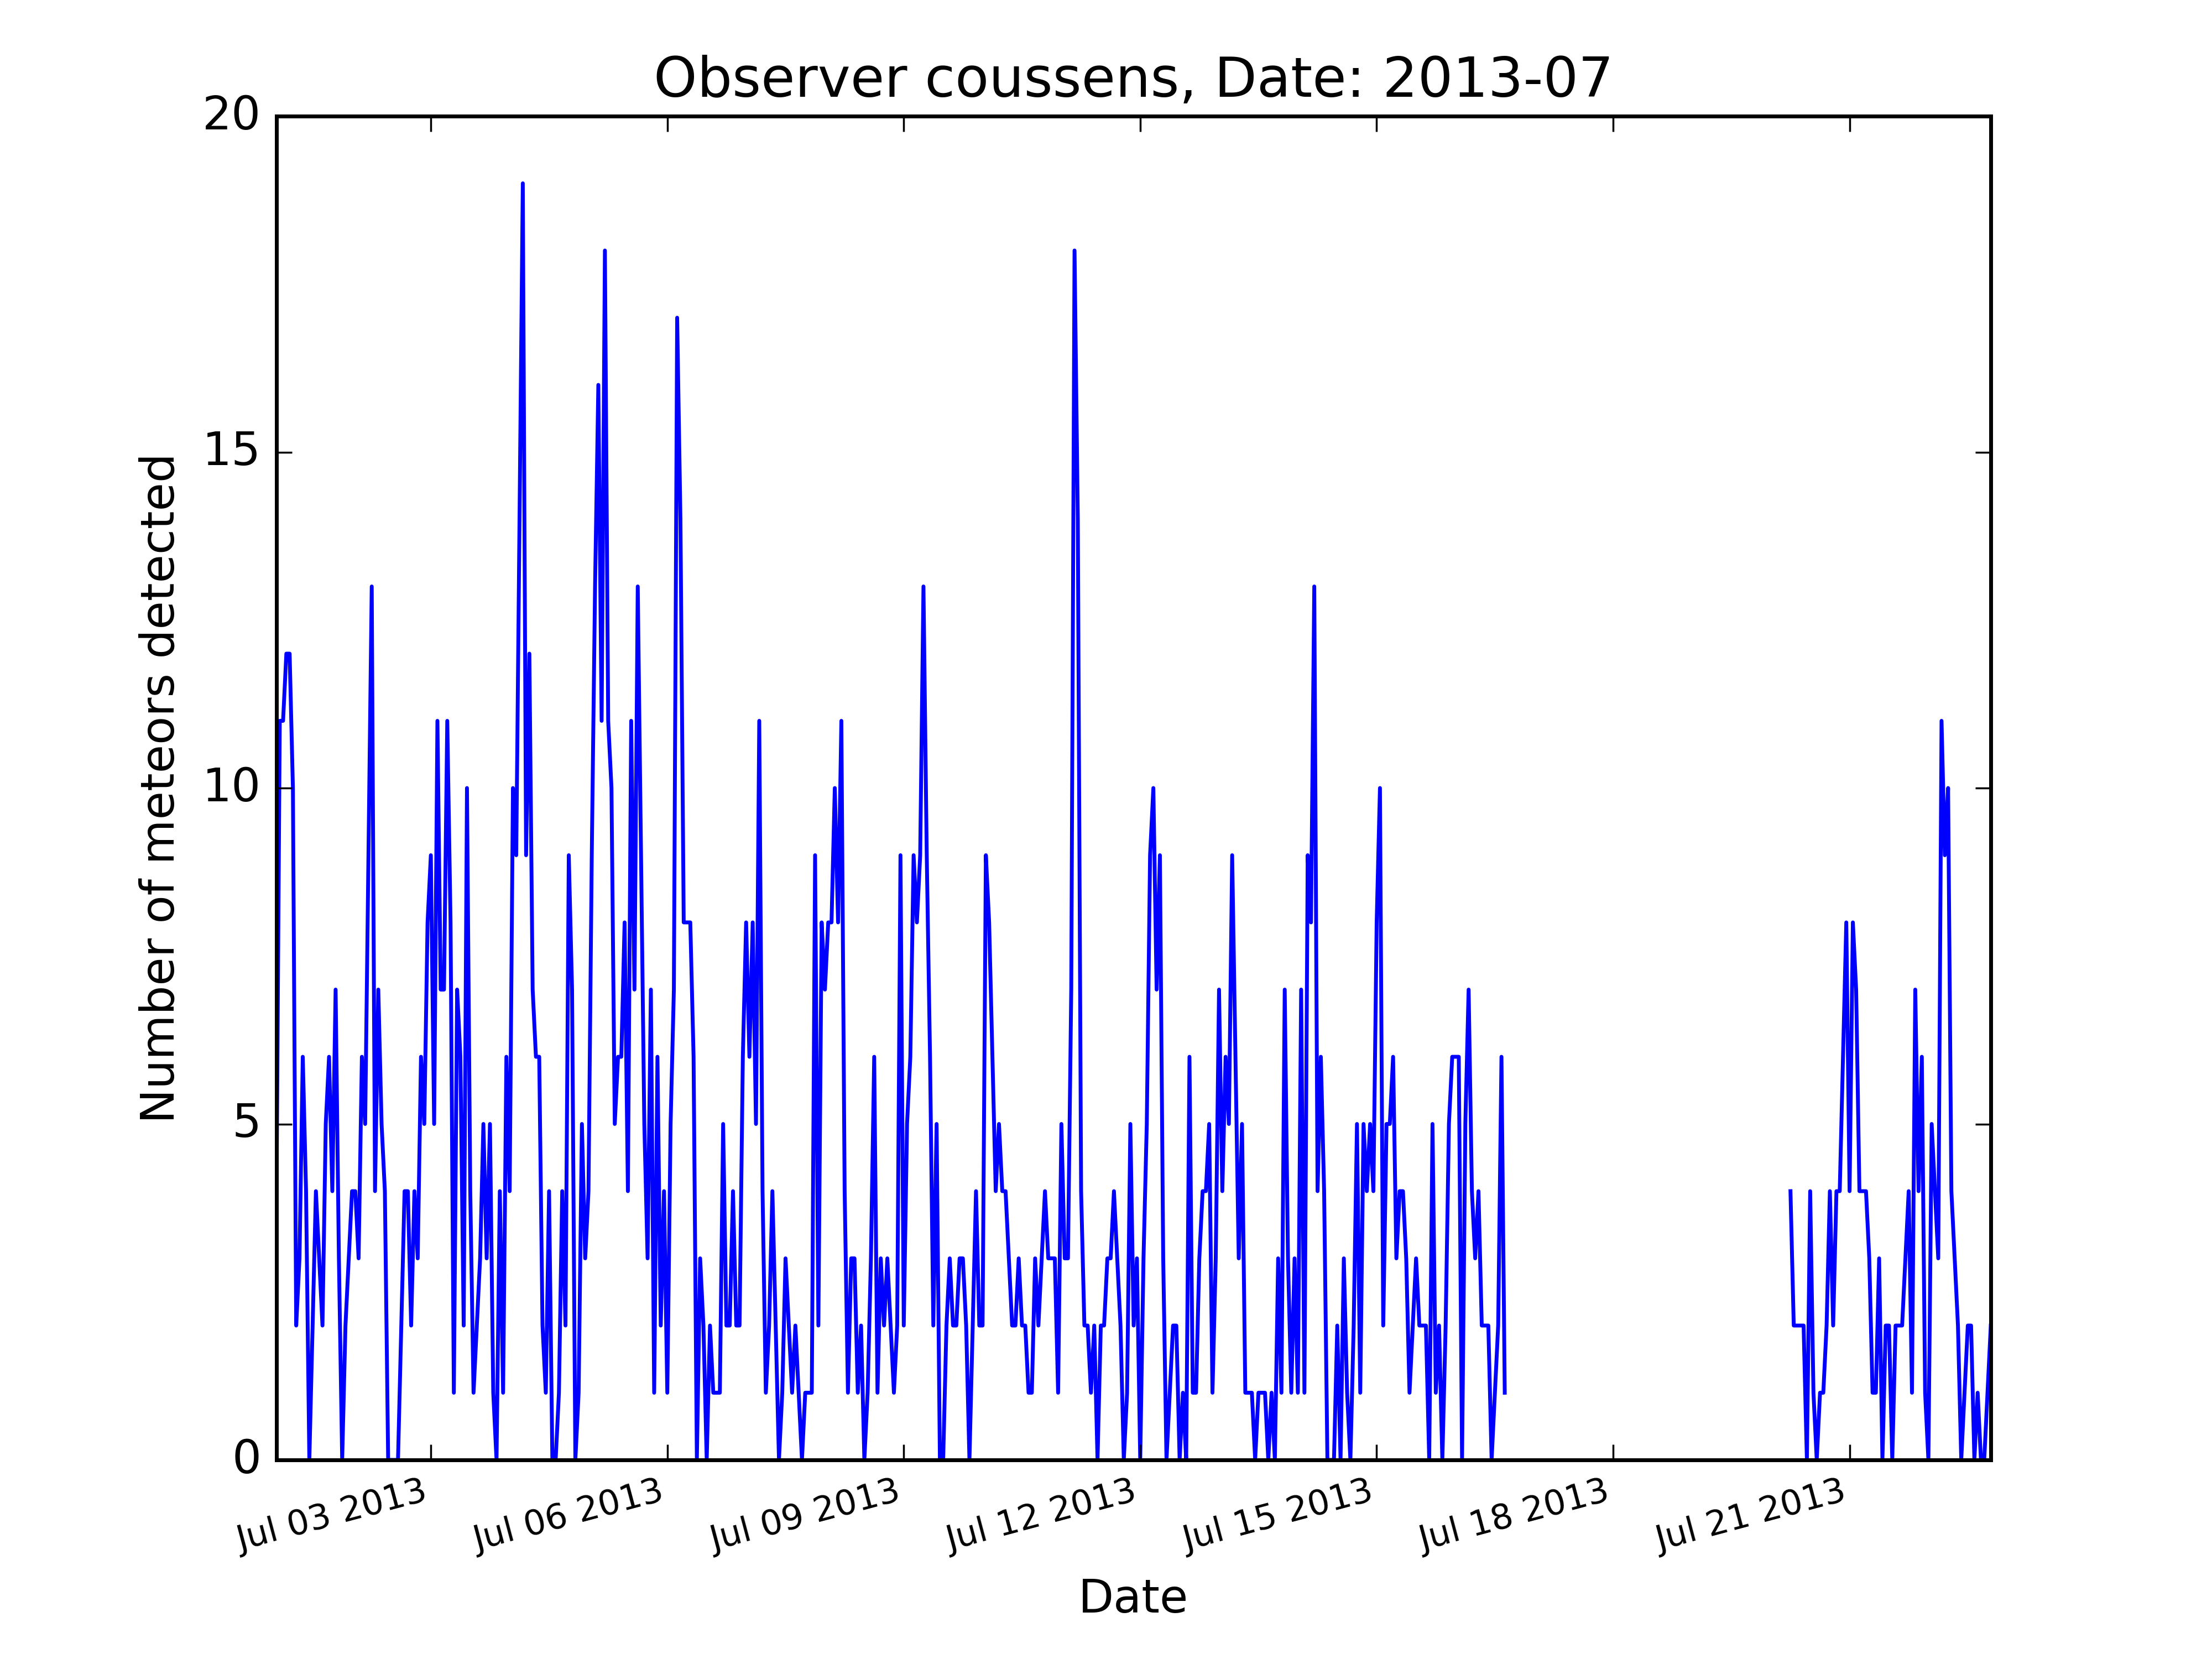 Observer coussens, Date: 2013-07
20
15
10
5
0
Number of meteors detected
Jul 03 2013
Jul 06 2013
Jul 09 2013
Jul 12 2013
Jul 15 2013
Jul 18 2013
Jul 21 2013
Date